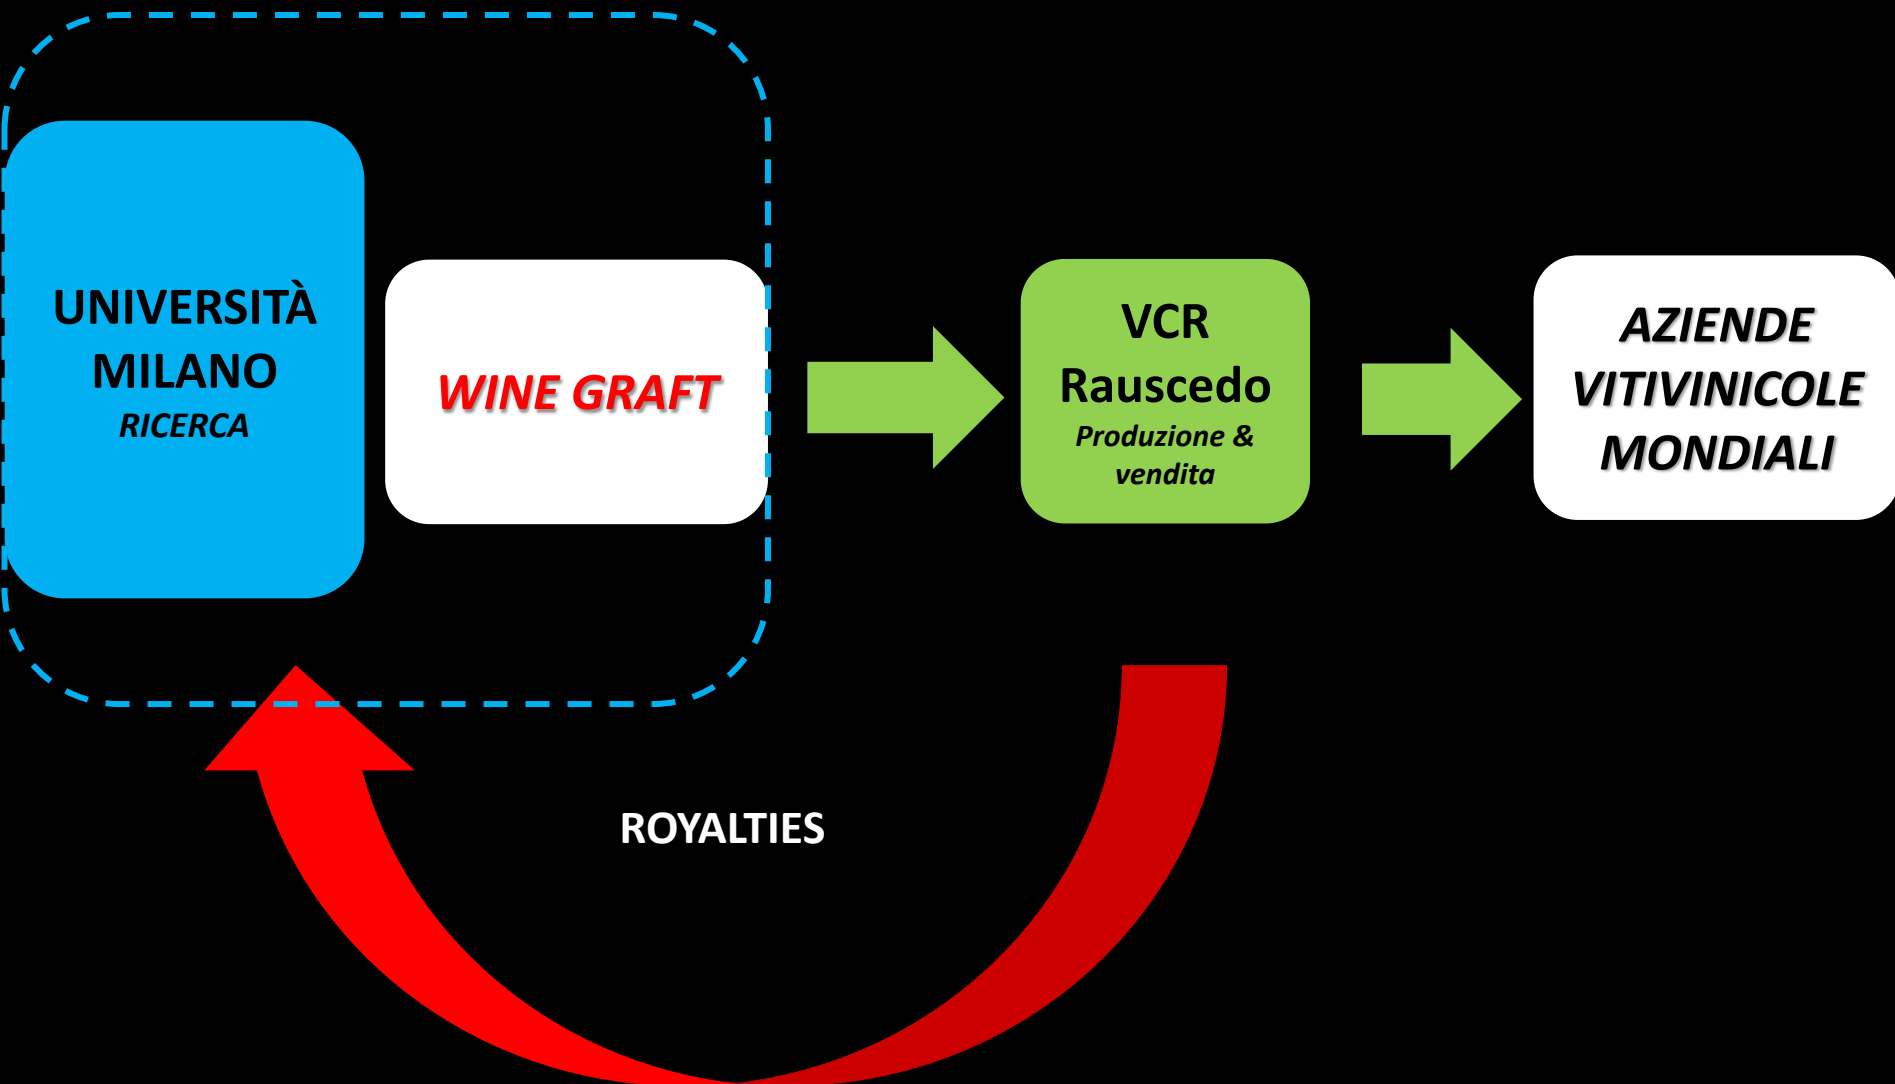 UNIVERSITÀ
MILANO
RICERCA
WINE GRAFT
VCR
Rauscedo
Produzione &
vendita
AZIENDE
VITIVINICOLE
MONDIALI
ROYALTIES